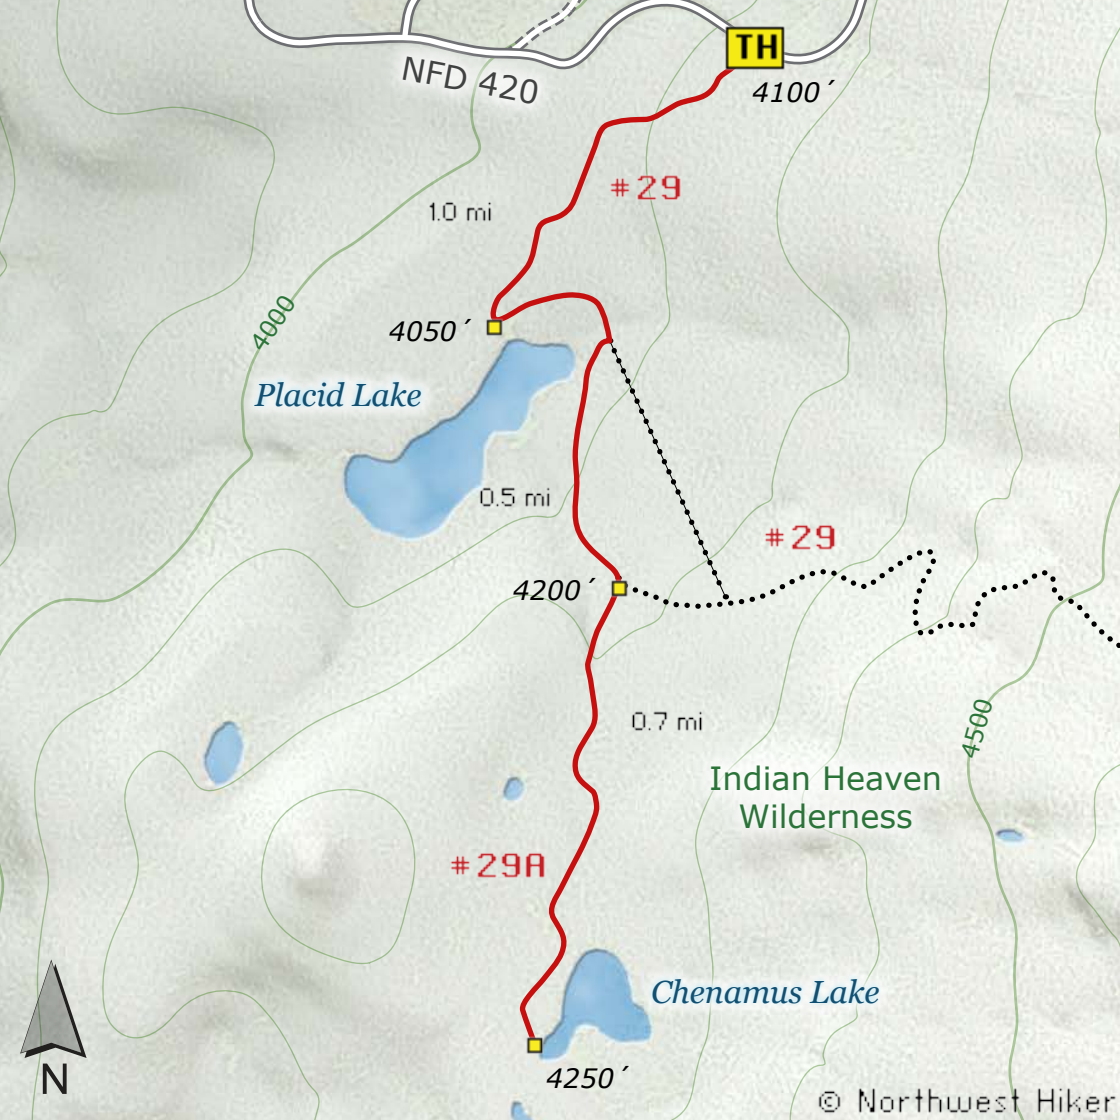 TH
NFD 420
4100´
#29
1.0 mi
4000
4050´
Placid Lake
0.5 mi
#29
4200´
0.7 mi
4500
Indian Heaven
Wilderness
#29A
Chenamus Lake
N
4250´
© Northwest Hiker